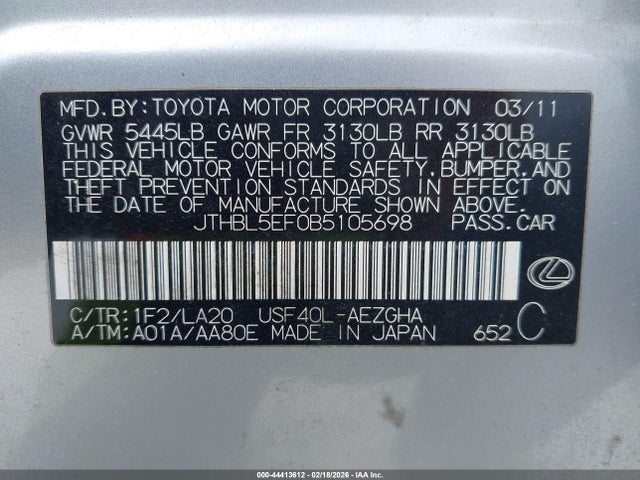 MFD.BY:TOYOTA MOTOR CORPORATION 03/11
GVWR 5445LB GAWR FR 3130LB RR 3130LB
THIS VEHICLE CONFORMS TO ALL APPLICABLE
FEDERAL MOTOR VEHICLE SAFETY,BUMPER,AND
THEFT PREVENTION STANDARDS IN EFFECT ON
THE DATE OF MANUFACTURE SHOWN ABOVE.
JTHBL5EF0B5105698 PASS.CAR
C/TR:1F2/LA20 USF40L-AEZGHA
A/TM:A01A/AA80E MADE IN JAPAN 652 C
000-44413612 - 02/18/2026 - IAA Inc.